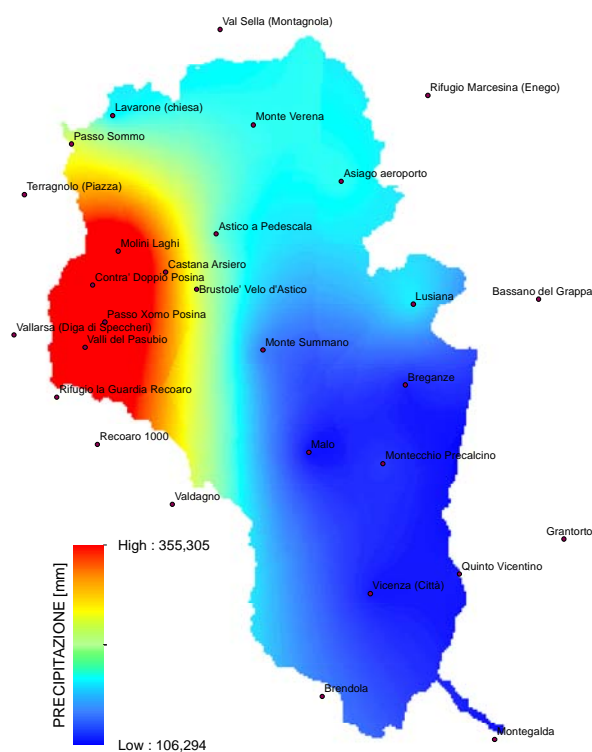 Val Sella (Montagnola)
Rifugio Marcesina (Enego)
Lavarone (chiesa)
Monte Verena
Passo Sommo
Asiago aeroporto
Terragnolo (Piazza)
Astico a Pedescala
Molini Laghi
Castana Arsiero
Contra' Doppio Posina
Brustole' Velo d'Astico
Bassano del Grappa
Lusiana
Passo Xomo Posina
Vallarsa (Diga di Speccheri)
Valli del Pasubio
Monte Summano
Breganze
Rifugio la Guardia Recoaro
Recoaro 1000
Malo
Montecchio Precalcino
Valdagno
Grantorto
High : 355,305
Quinto Vicentino
Vicenza (Città)
PRECIPITAZIONE [mm]
Brendola
Montegalda
Low : 106,294